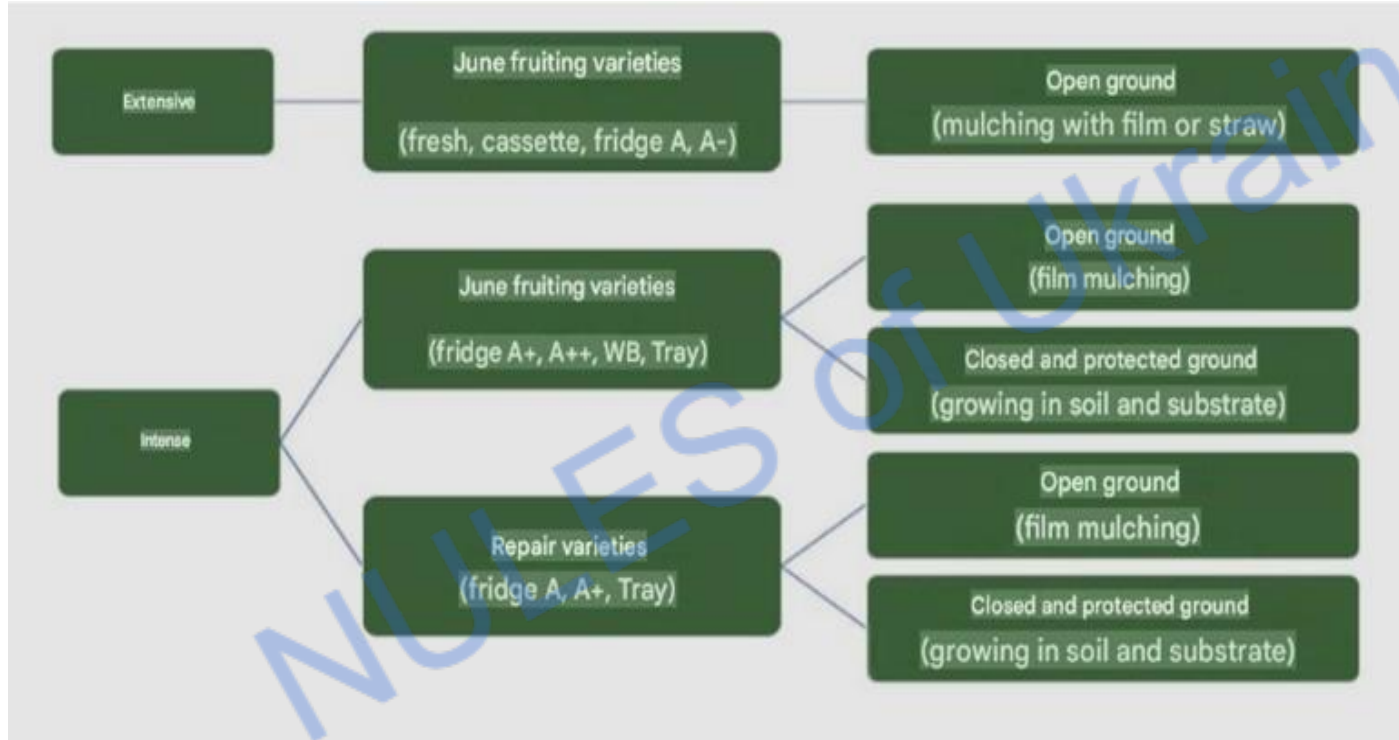 Extensive
June fruiting varieties
(fresh, cassette, fridge A, A-)
Open ground
(mulching with film or straw)
Intense
June fruiting varieties
(fridge A+, A++, WB, Tray)
Open ground
(film mulching)
Closed and protected ground
(growing in soil and substrate)
Repair varieties
(fridge A, A+, Tray)
Open ground
(film mulching)
Closed and protected ground
(growing in soil and substrate)
NULES of Ukrain